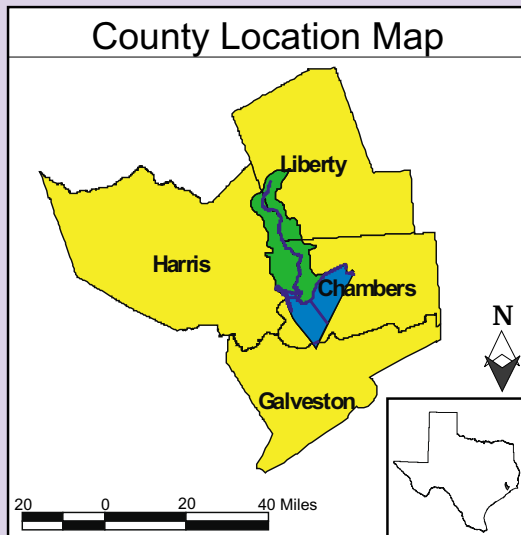 County Location Map
Liberty
Harris
Chambers
N
Galveston
20 0 20 40 Miles